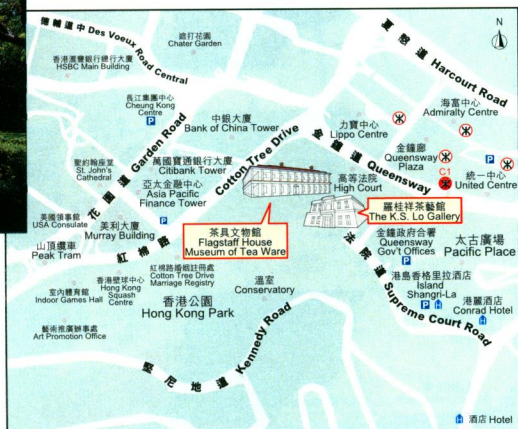 德輔道中 Des Voeux Road Central
遮打花園
Chater Garden
N
夏慤道 Harcourt Road
香港滙豐銀行總行大廈
HSBC Main Building
長江集團中心
Cheung Kong
Centre
P
中銀大廈
Bank of China Tower
力寶中心
Lippo Centre
海富中心
Admiralty Centre
金鐘廊
Queensway
Plaza
金鐘道 Queensway
C1
P
統一中心
United Centre
花園道 Garden Road
聖約翰座堂
St. John's
Cathedral
萬國寶通銀行大廈
Citibank Tower
亞太金融中心
Asia Pacific
Finance Tower
P
紅棉路 Cotton Tree Drive
高等法院
High Court
羅桂祥茶藝館
The K.S. Lo Gallery
美國領事館
USA Consulate
美利大廈
Murray Building
茶具文物館
Flagstaff House
Museum of Tea Ware
金鐘政府合署
Queensway
Gov't Offices
P
太古廣場
Pacific Place
山頂纜車
Peak Tram
香港壁球中心
Hong Kong
Squash
Centre
紅棉路婚姻註冊處
Cotton Tree Drive
Marriage Registry
溫室
Conservatory
港島香格里拉酒店
Island
Shangri-La
P
港麗酒店
Conrad Hotel
室內體育館
Indoor Games Hall
香港公園
Hong Kong Park
法院道 Supreme Court Road
藝術推廣辦事處
Art Promotion Office
堅尼地道 Kennedy Road
酒店 Hotel